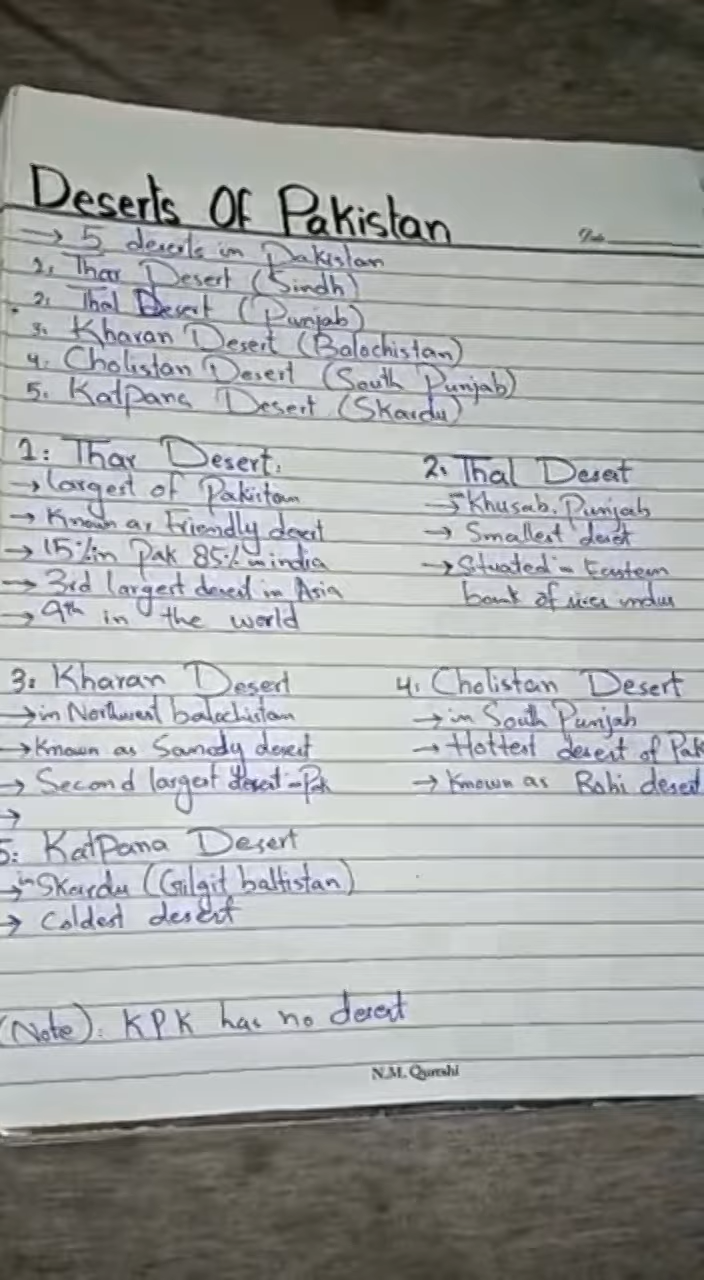 Deserts Of Pakistan
Date
→ 5 deserts in Pakistan
1. Thar Desert (Sindh)
2. Thal Desert (Punjab)
3. Kharan Desert (Balochistan)
4. Cholistan Desert (South Punjab)
5. Katpana Desert (Skardu)
1: Thar Desert.
→ largest of Pakistan
→ Known as friendly desert
→ 15% in Pak 85% in india
→ 3rd largest desert in Asia
→ 9th in the world
2. Thal Desert
→ Khusab, Punjab
→ Smallest desert
→ Stuated in Eastern
bank of river indus
3: Kharan Desert
→ in Northwest balochistan
→ Known as Sandy desert
→ Second largest desert - Pak
→
4. Cholistan Desert
→ in South Punjab
→ Hottest desert of Pak
→ Known as Rohi desert
5: Katpana Desert
→ in Skardu (Gilgit baltistan)
→ Coldest desert
(Note): KPK has no desert
N.M. Qureshi